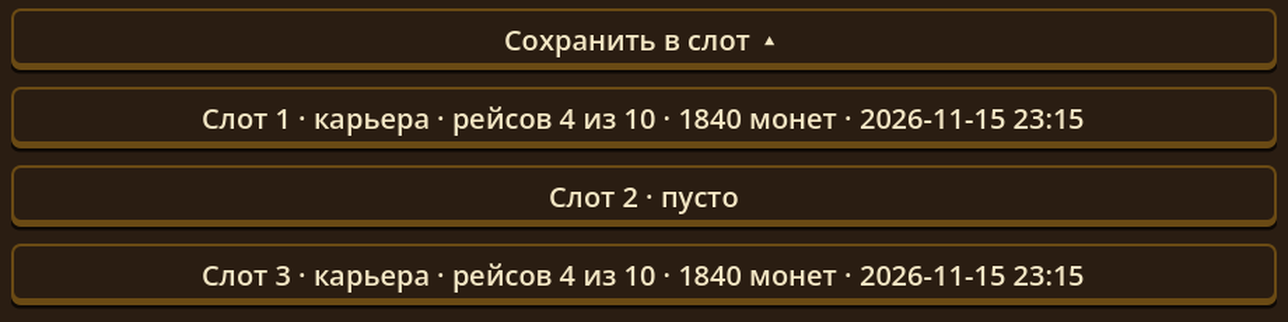 Сохранить в слот ▲
Слот 1 · карьера · рейсов 4 из 10 · 1840 монет · 2026-11-15 23:15
Слот 2 · пусто
Слот 3 · карьера · рейсов 4 из 10 · 1840 монет · 2026-11-15 23:15